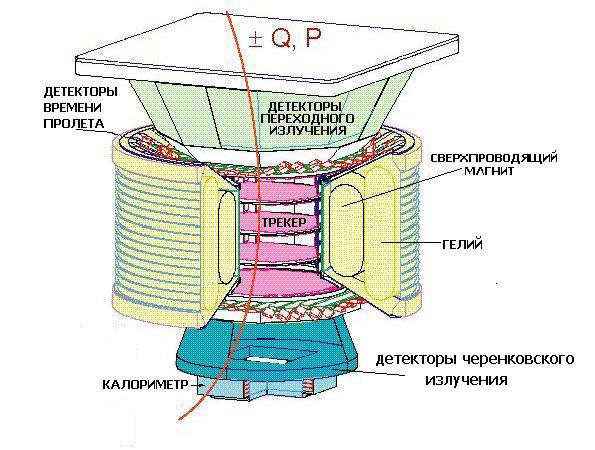 ± Q, P
ДЕТЕКТОРЫ
ВРЕМЕНИ
ПРОЛЕТА
ДЕТЕКТОРЫ
ПЕРЕХОДНОГО
ИЗЛУЧЕНИЯ
СВЕРХПРОВОДЯЩИЙ
МАГНИТ
ТРЕКЕР
ГЕЛИЙ
детекторы черенковского
излучения
КАЛОРИМЕТР